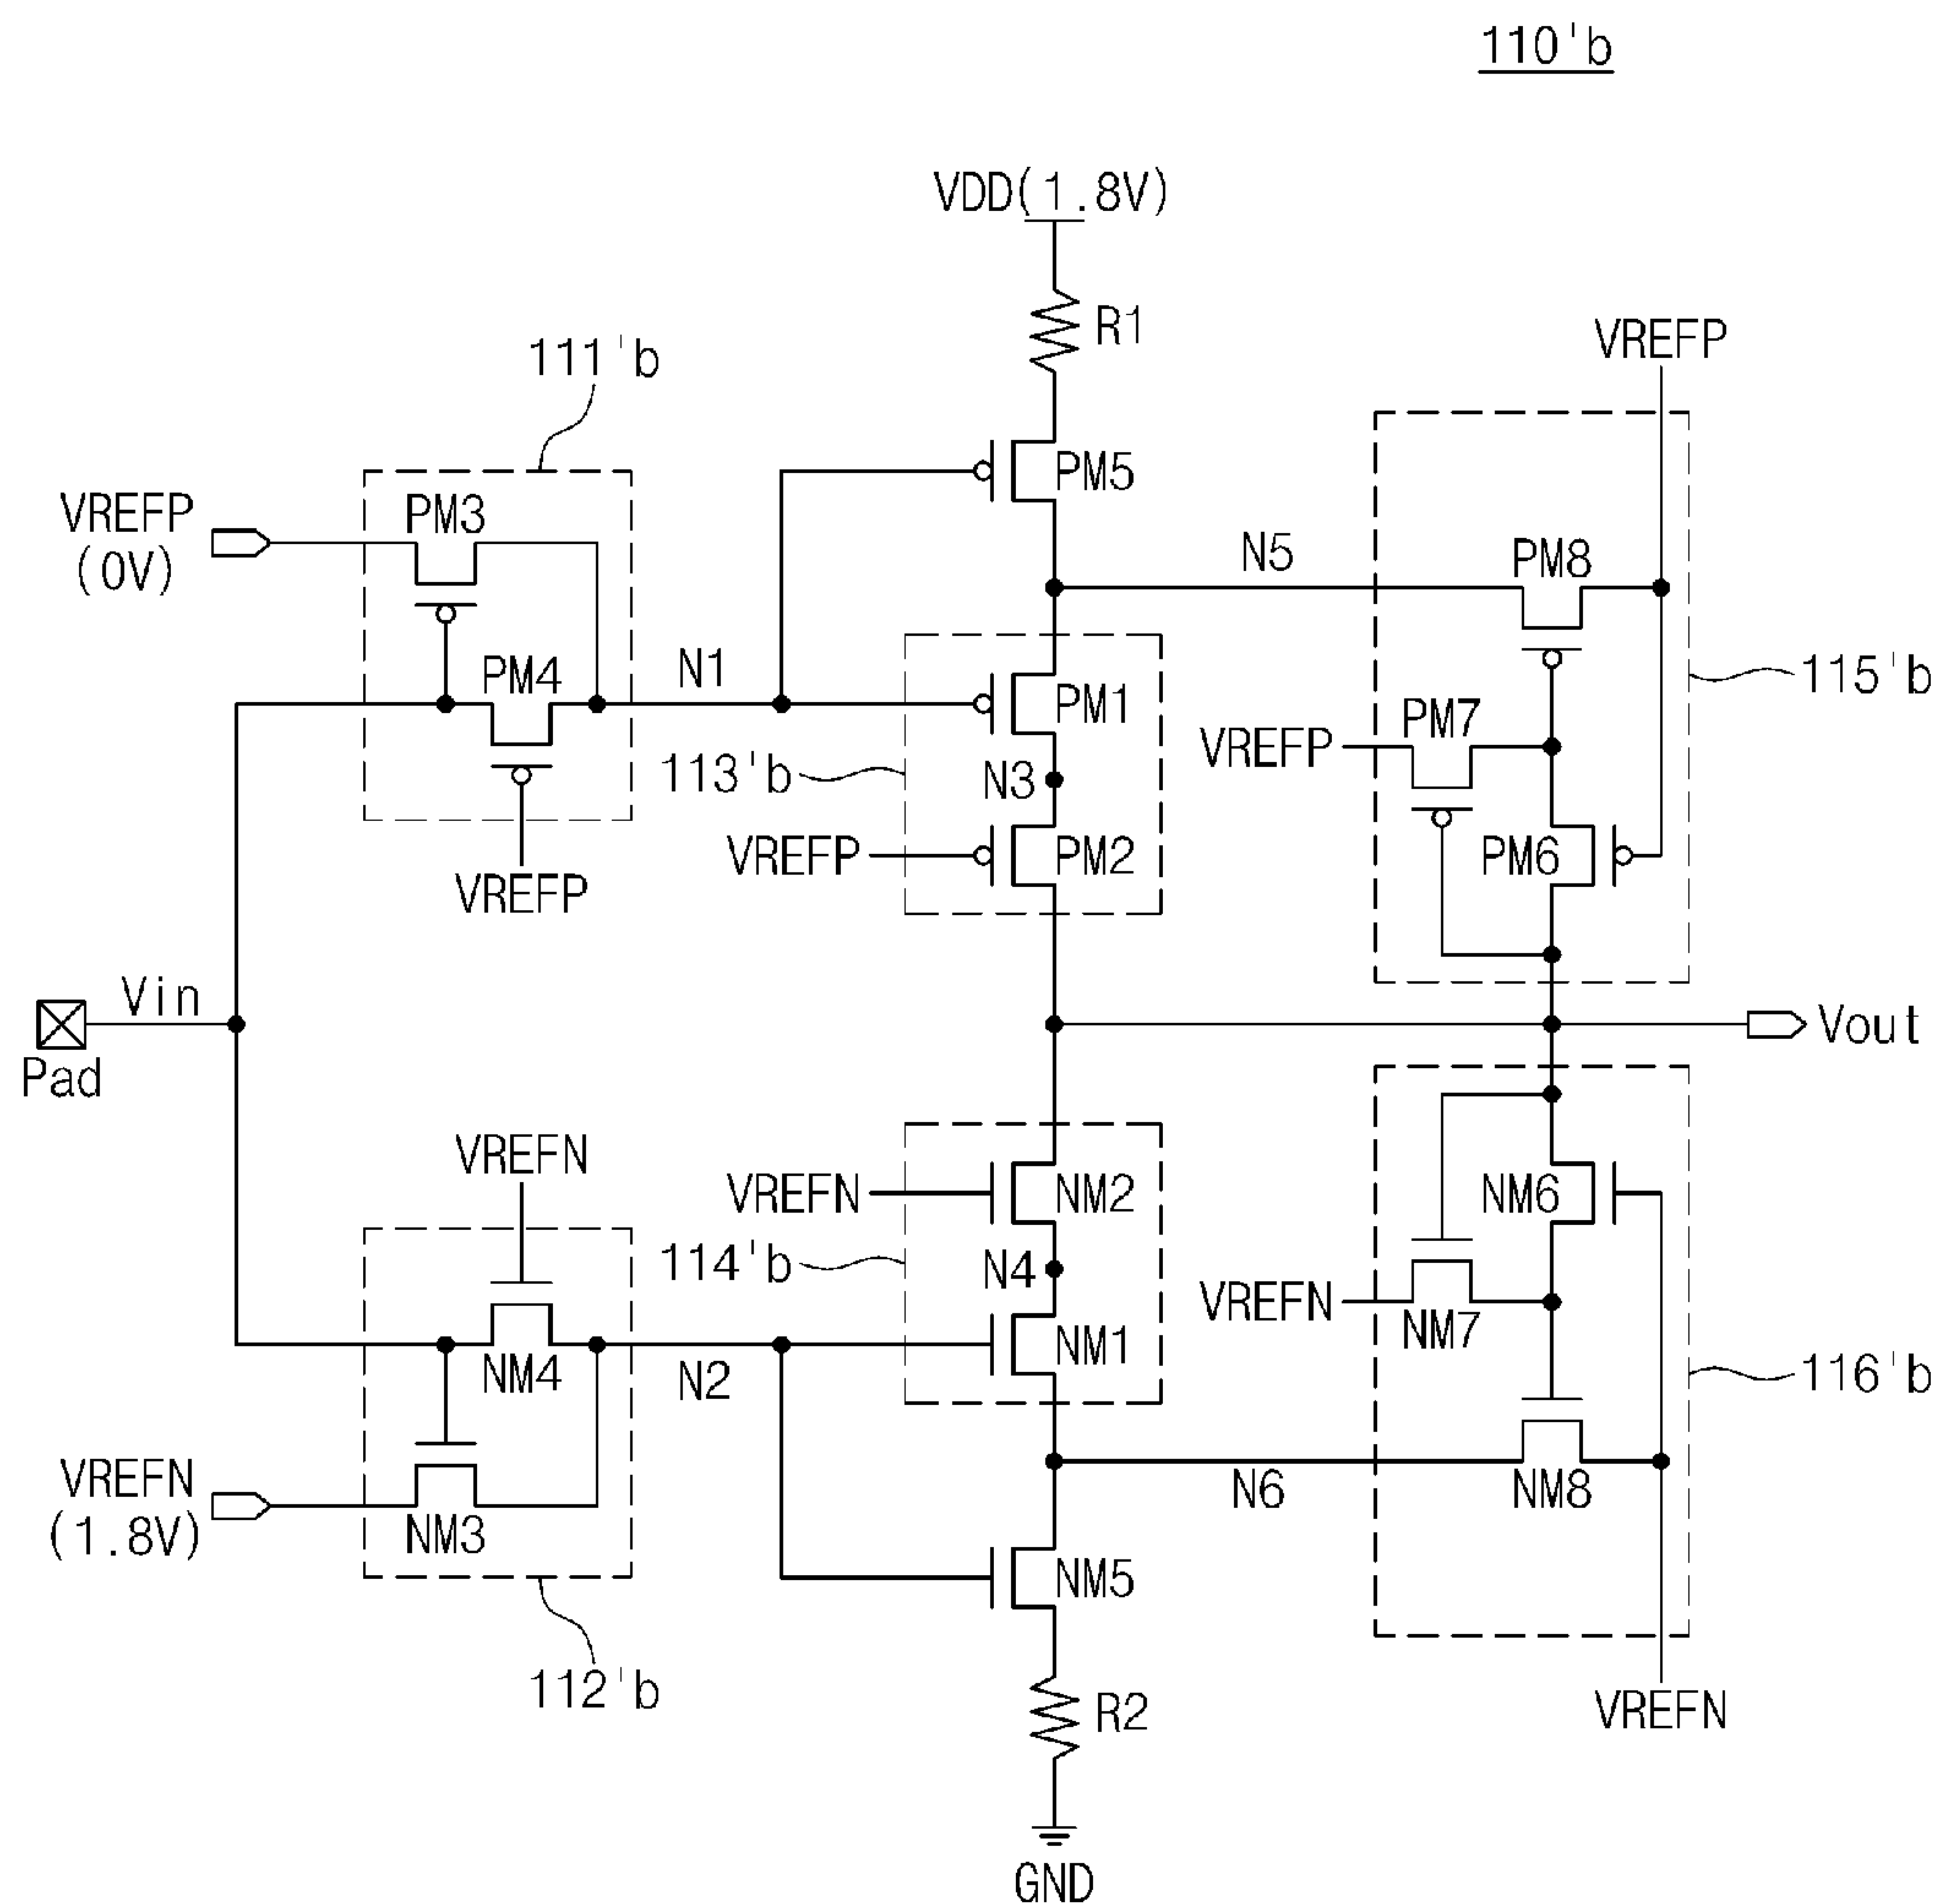 110'b
VDD(1.8V)
R1
VREFP
111'b
PM5
VREFP
(0V)
PM3
N5
PM8
PM4
N1
PM1
115'b
PM7
113'b
N3
VREFP
VREFP
PM2
PM6
VREFP
Vin
Vout
Pad
VREFN
VREFN
NM2
NM6
114'b
N4
VREFN
NM7
NM1
NM4
N2
116'b
VREFN
(1.8V)
NM3
N6
NM8
NM5
112'b
R2
VREFN
GND